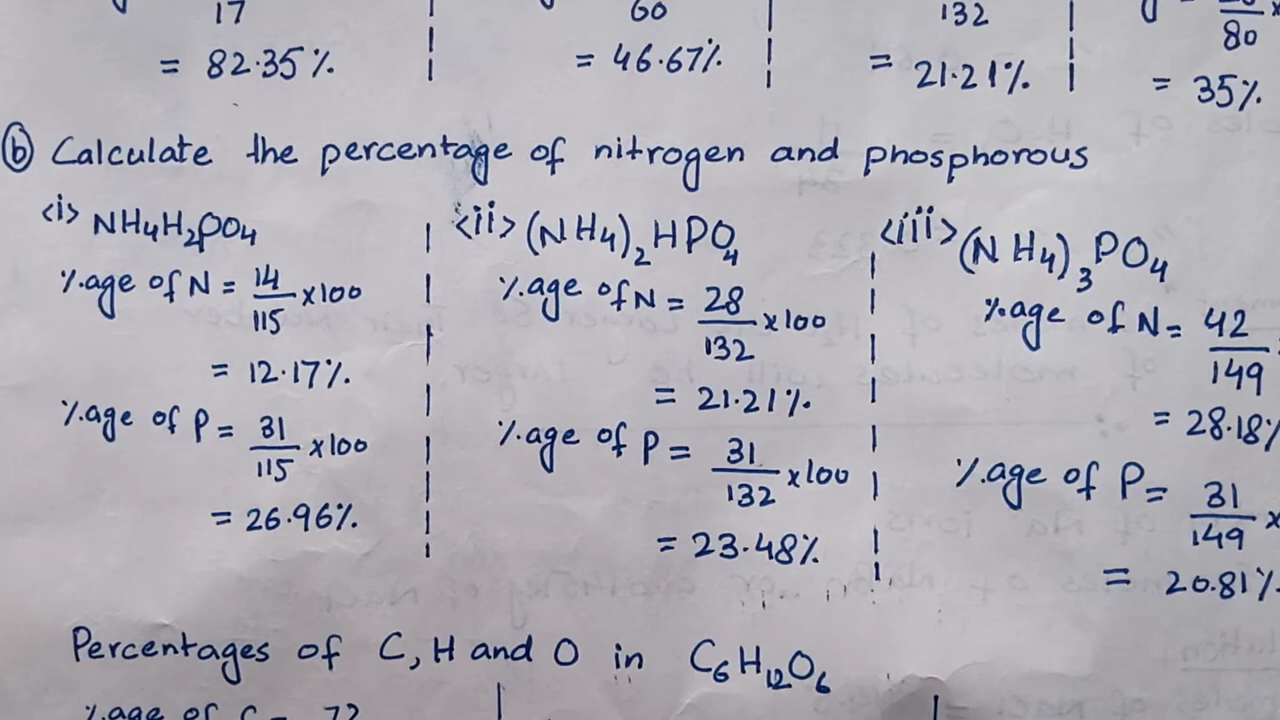 17
= 82.35%
60
= 46.67%
132
= 21.21%
80
= 35%
(b) Calculate the percentage of nitrogen and phosphorous
<i> NH4H2PO4
%age of N = 14/115 x100
= 12.17%
%age of P = 31/115 x100
= 26.96%
<ii> (NH4)2HPO4
%age of N = 28/132 x100
= 21.21%
%age of P = 31/132 x100
= 23.48%
<iii> (NH4)3PO4
%age of N = 42/149
= 28.18%
%age of P = 31/149 x
= 20.81%
Percentages of C, H and O in C6H12O6
%age of C = 72